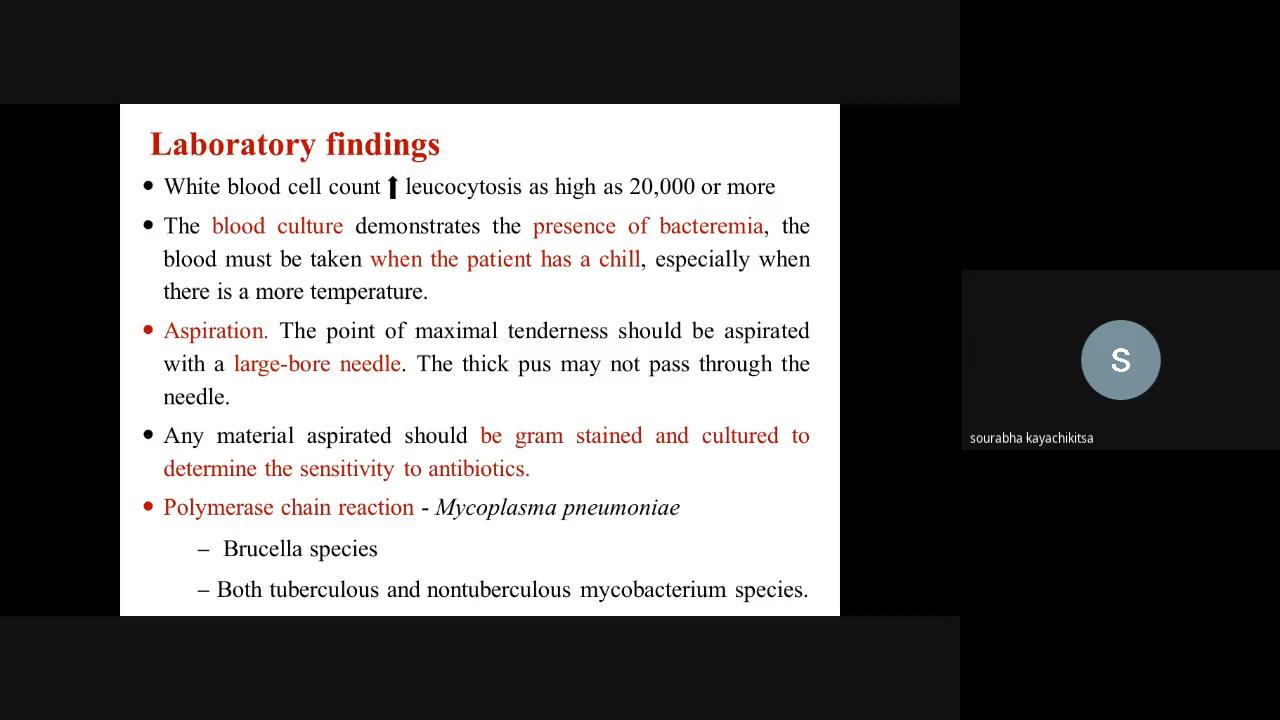 Laboratory findings
• White blood cell count ⬆ leucocytosis as high as 20,000 or more
• The blood culture demonstrates the presence of bacteremia, the
blood must be taken when the patient has a chill, especially when
there is a more temperature.
• Aspiration. The point of maximal tenderness should be aspirated
with a large-bore needle. The thick pus may not pass through the
needle.
• Any material aspirated should be gram stained and cultured to
determine the sensitivity to antibiotics.
• Polymerase chain reaction - Mycoplasma pneumoniae
– Brucella species
– Both tuberculous and nontuberculous mycobacterium species.
S
sourabha kayachikitsa